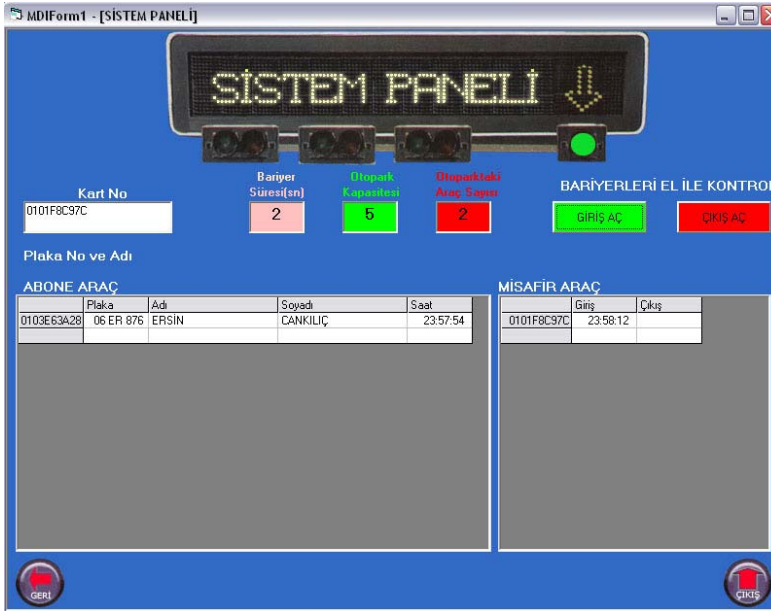 MDIForm1 - [SİSTEM PANELİ]
SİSTEM PANELİ
Kart No
0101F8C97C
Bariyer
Süresi(sn)
2
Otopark
Kapasitesi
5
Otoparktaki
Araç Sayısı
2
BARİYERLERİ EL İLE KONTROL
GİRİŞ AÇ
ÇIKIŞ AÇ
Plaka No ve Adı
ABONE ARAÇ
Plaka Adı Soyadı Saat
0103E63A28 06 ER 876 ERSİN CANKILIÇ 23:57:54
MİSAFİR ARAÇ
Giriş Çıkış
0101F8C97C 23:58:12
GERİ
ÇIKIŞ